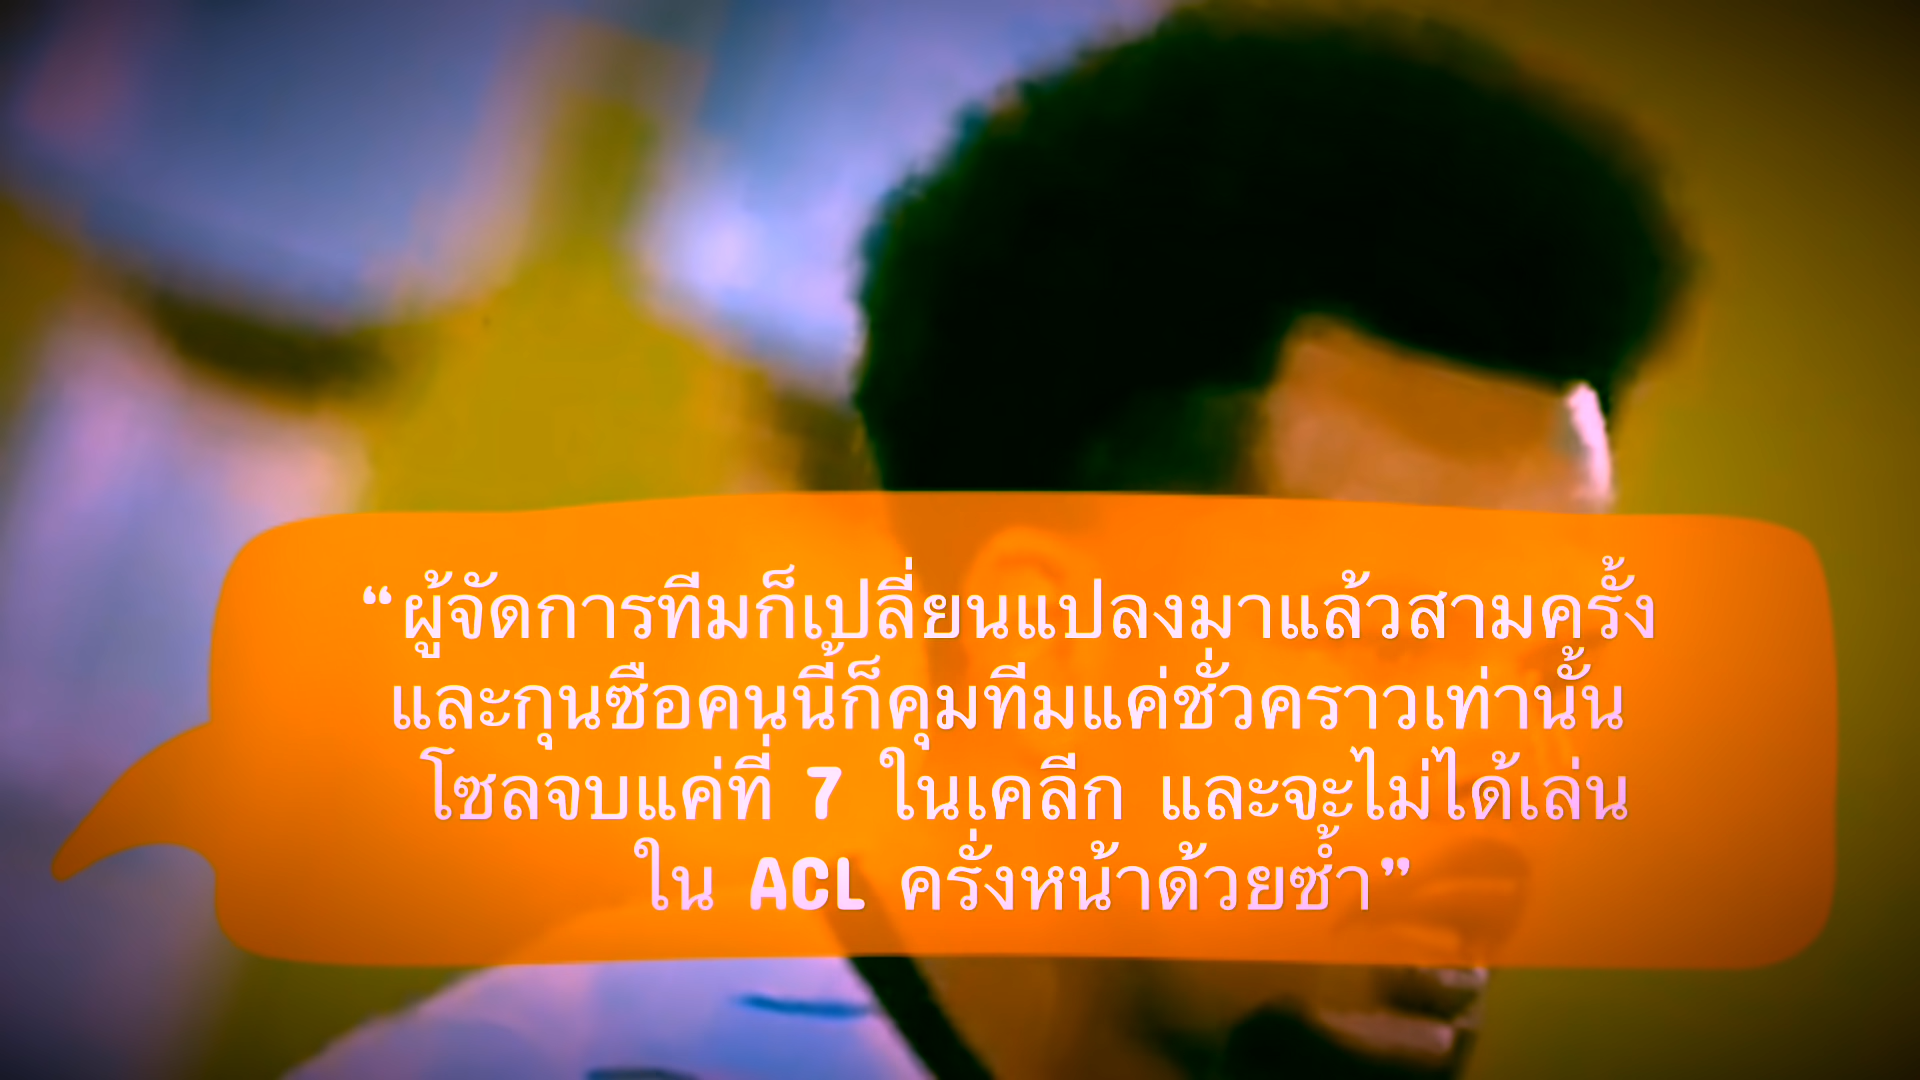 “ผู้จัดการทีมก็เปลี่ยนแปลงมาแล้วสามครั้ง
และกุนซือคนนี้ก็คุมทีมแค่ชั่วคราวเท่านั้น
โซลจบแค่ที่ 7 ในเคลีก และจะไม่ได้เล่น
ใน ACL ครั้งหน้าด้วยซ้ำ”